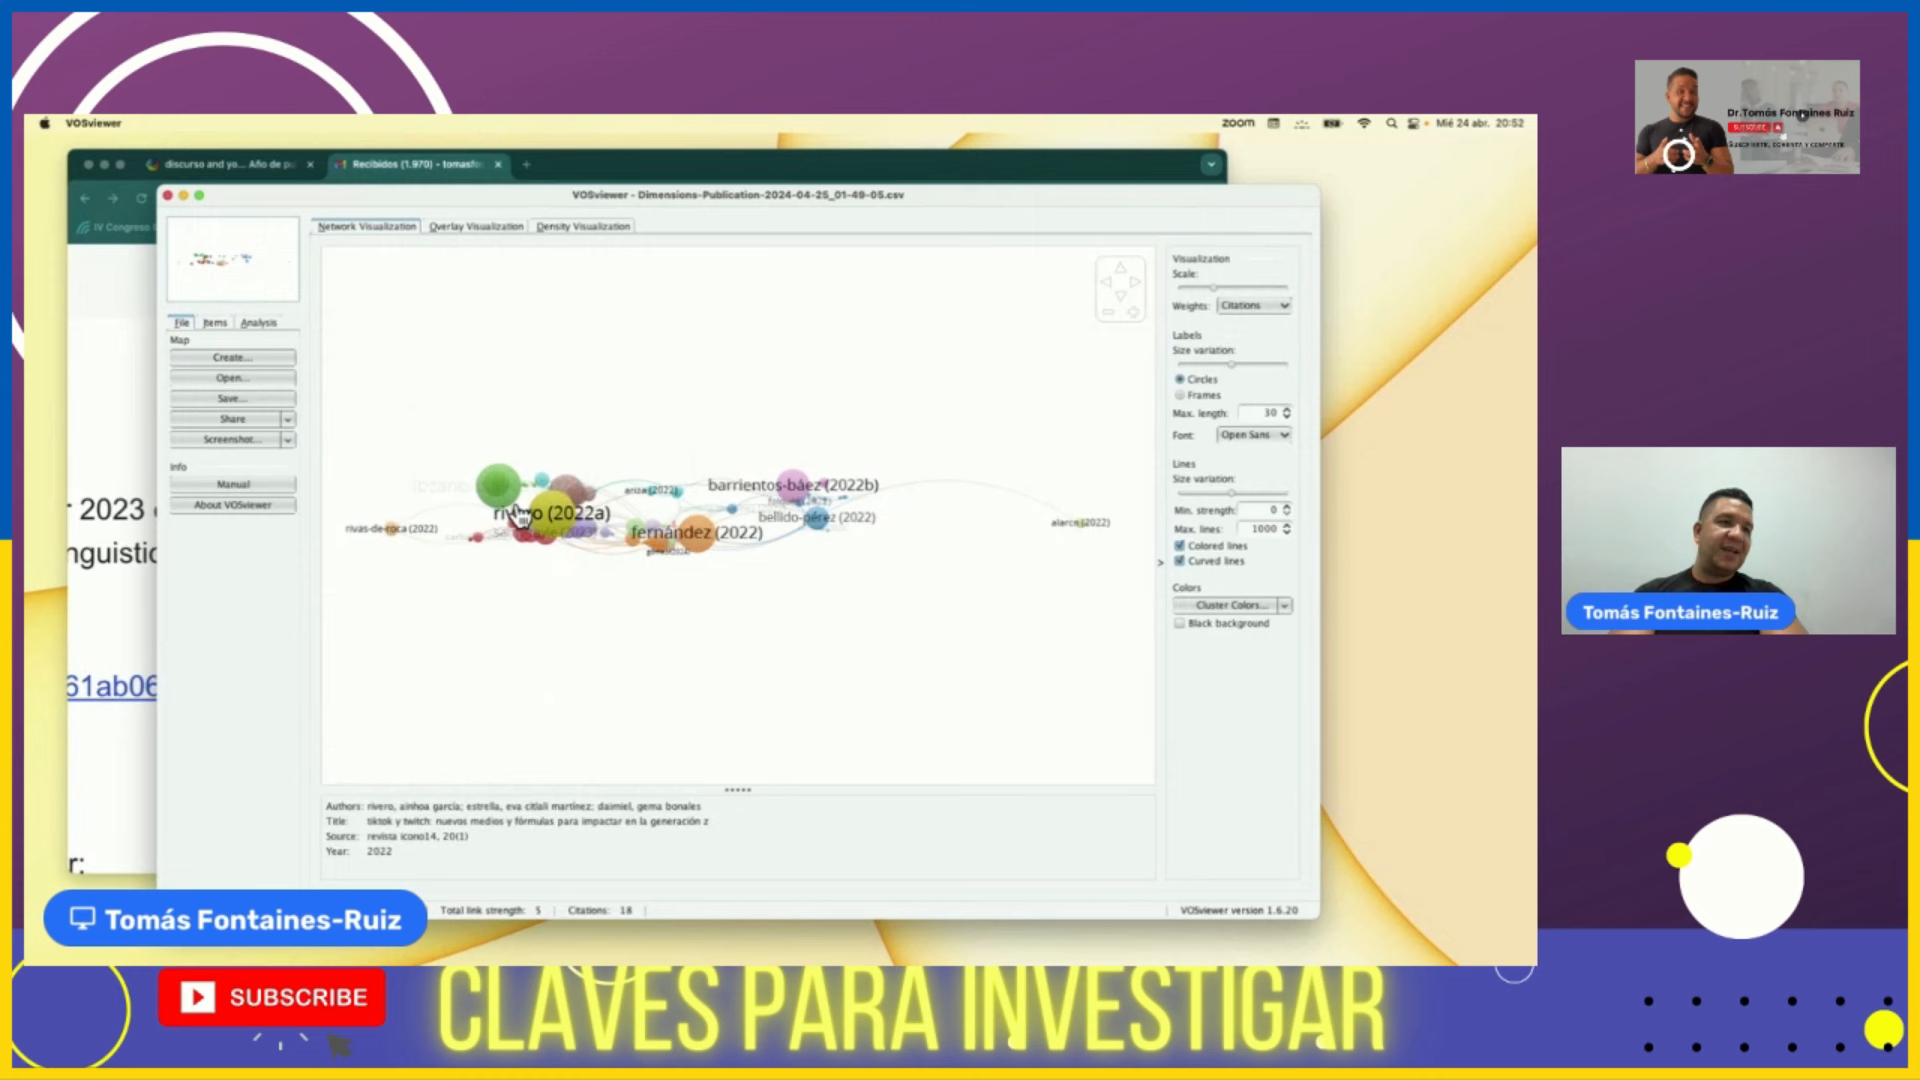 VOSviewer
zoom
Mié 24 abr. 20:52
Dr.Tomás Fontaines Ruiz
SUSCRIBETE, COMENTA Y COMPARTE
discurso and yo... Año de pu
Recibidos (1.970) - tomasfo
IV Congreso
VOSviewer - Dimensions-Publication-2024-04-25_01-49-05.csv
Network Visualization
Overlay Visualization
Density Visualization
File
Items
Analysis
Map
Create...
Open...
Save...
Share
Screenshot...
Info
Manual
About VOSviewer
Visualization
Scale:
Weights: Citations
Labels
Size variation:
Circles
Frames
Max. length: 30
Font: Open Sans
Lines
Size variation:
Min. strength: 0
Max. lines: 1000
Colored lines
Curved lines
Colors
Cluster Colors...
Black background
ariza (2022)
barrientos-báez (2022b)
(2022a)
bellido-pérez (2022)
rivas-de-roca (2022)
fernández (2022)
2023
61ab06
r:
Authors: rivero, ainhoa garcía; estrella, eva citlali martínez; daimiel, gema bonales
Title: tiktok y twitch: nuevos medios y fórmulas para impactar en la generación z
Source: revista icono14, 20(1)
Year: 2022
Total link strength: 5
Citations: 18
VOSviewer version 1.6.20
Tomás Fontaines-Ruiz
Tomás Fontaines-Ruiz
SUBSCRIBE
CLAVES PARA INVESTIGAR